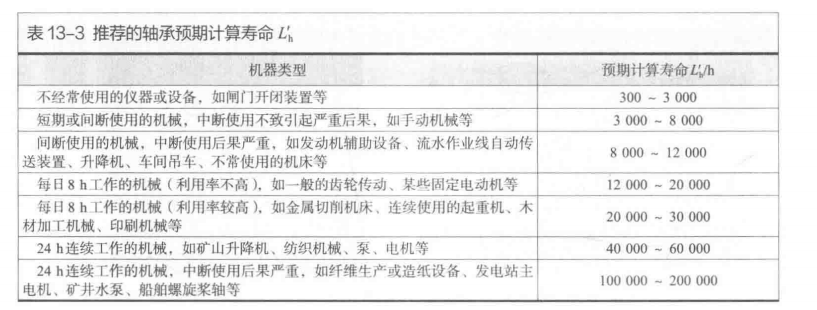 表 13-3 推荐的轴承预期计算寿命 L′h
机器类型 预期计算寿命L′h/h
不经常使用的仪器或设备，如闸门开闭装置等 300 ~ 3 000
短期或间断使用的机械，中断使用不致引起严重后果，如手动机械等 3 000 ~ 8 000
间断使用的机械，中断使用后果严重，如发动机辅助设备、流水作业线自动传
送装置、升降机、车间吊车、不常使用的机床等 8 000 ~ 12 000
每日 8 h 工作的机械（利用率不高），如一般的齿轮传动、某些固定电动机等 12 000 ~ 20 000
每日 8 h 工作的机械（利用率较高），如金属切削机床、连续使用的起重机、木
材加工机械、印刷机械等 20 000 ~ 30 000
24 h 连续工作的机械，如矿山升降机、纺织机械、泵、电机等 40 000 ~ 60 000
24 h 连续工作的机械，中断使用后果严重，如纤维生产或造纸设备、发电站主
电机、矿井水泵、船舶螺旋桨轴等 100 000 ~ 200 000